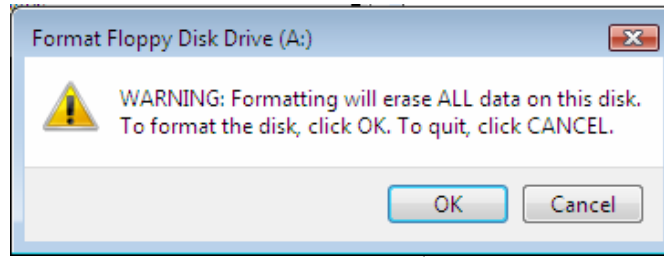 Format Floppy Disk Drive (A:)
WARNING: Formatting will erase ALL data on this disk.
To format the disk, click OK. To quit, click CANCEL.
OK Cancel